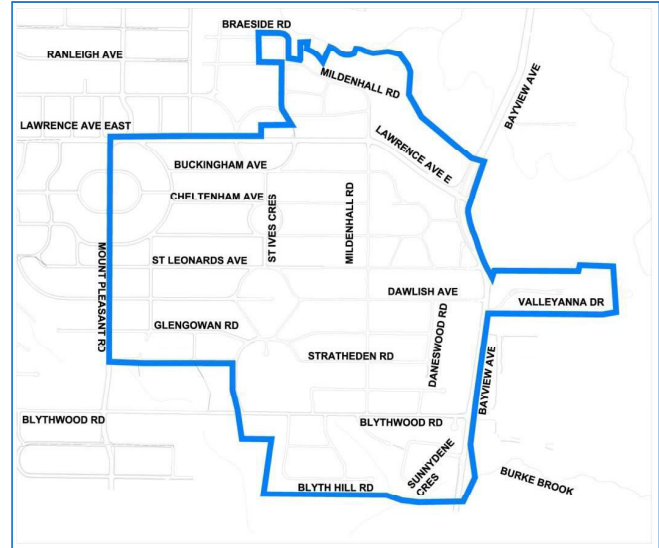 BRAESIDE RD
RANLEIGH AVE
MILDENHALL RD
BAYVIEW AVE
LAWRENCE AVE EAST
LAWRENCE AVE E
BUCKINGHAM AVE
CHELTENHAM AVE
ST IVES CRES
MILDENHALL RD
MOUNT PLEASANT RD
ST LEONARDS AVE
DAWLISH AVE
VALLEYANNA DR
GLENGOWAN RD
DANESWOOD RD
STRATHEDEN RD
BAYVIEW AVE
BLYTHWOOD RD
BLYTHWOOD RD
SUNNYDENE
CRES
BLYTH HILL RD
BURKE BROOK